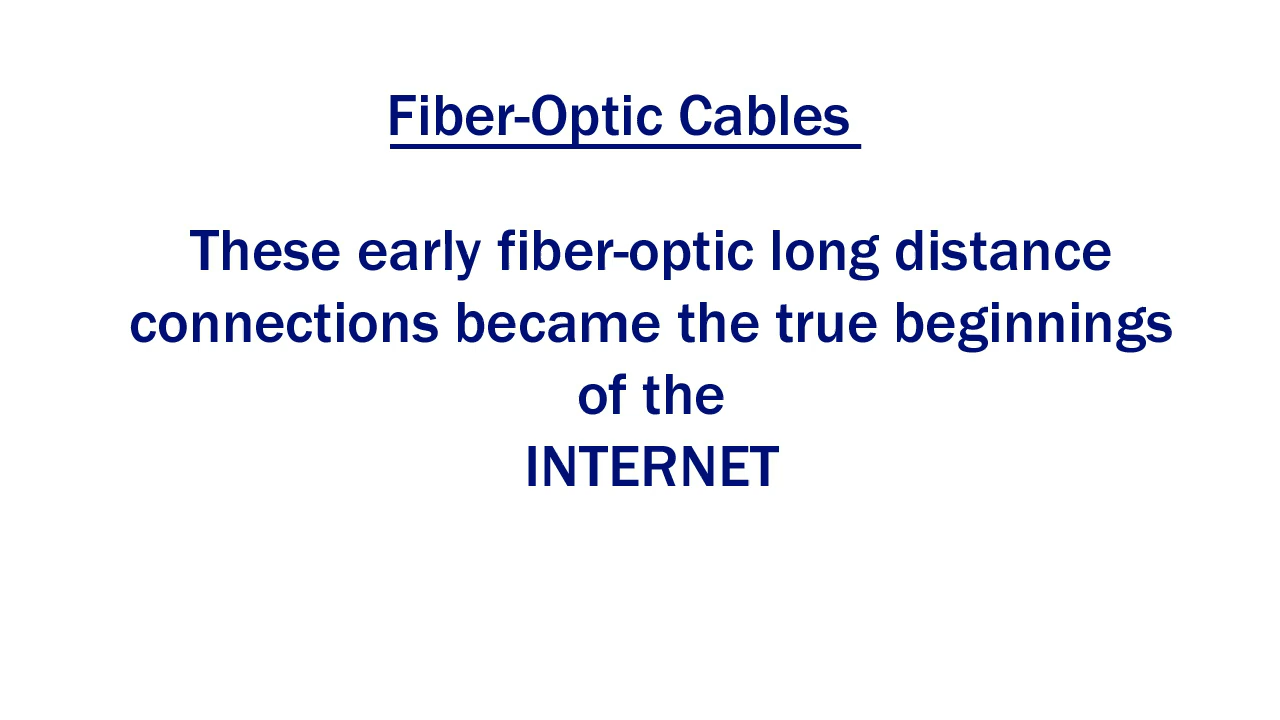 Fiber-Optic Cables
These early fiber-optic long distance
connections became the true beginnings
of the
INTERNET